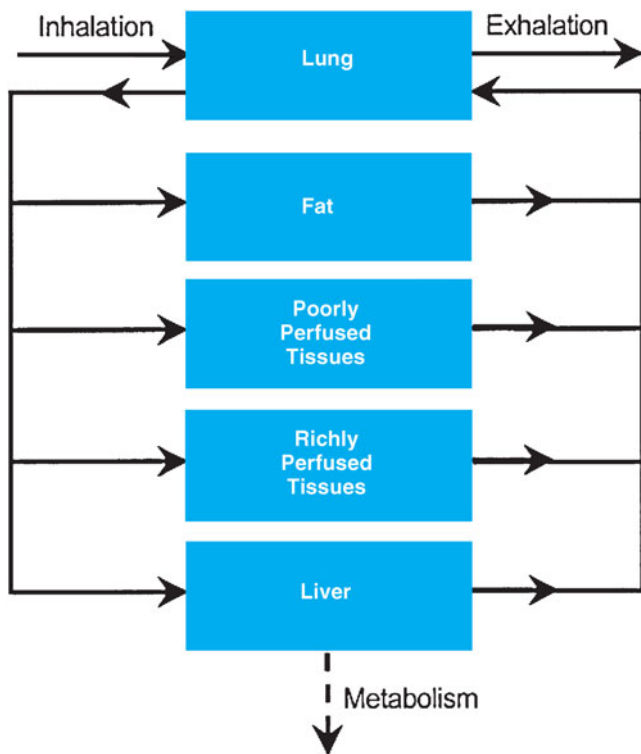 Inhalation
Exhalation
Lung
Fat
Poorly
Perfused
Tissues
Richly
Perfused
Tissues
Liver
Metabolism